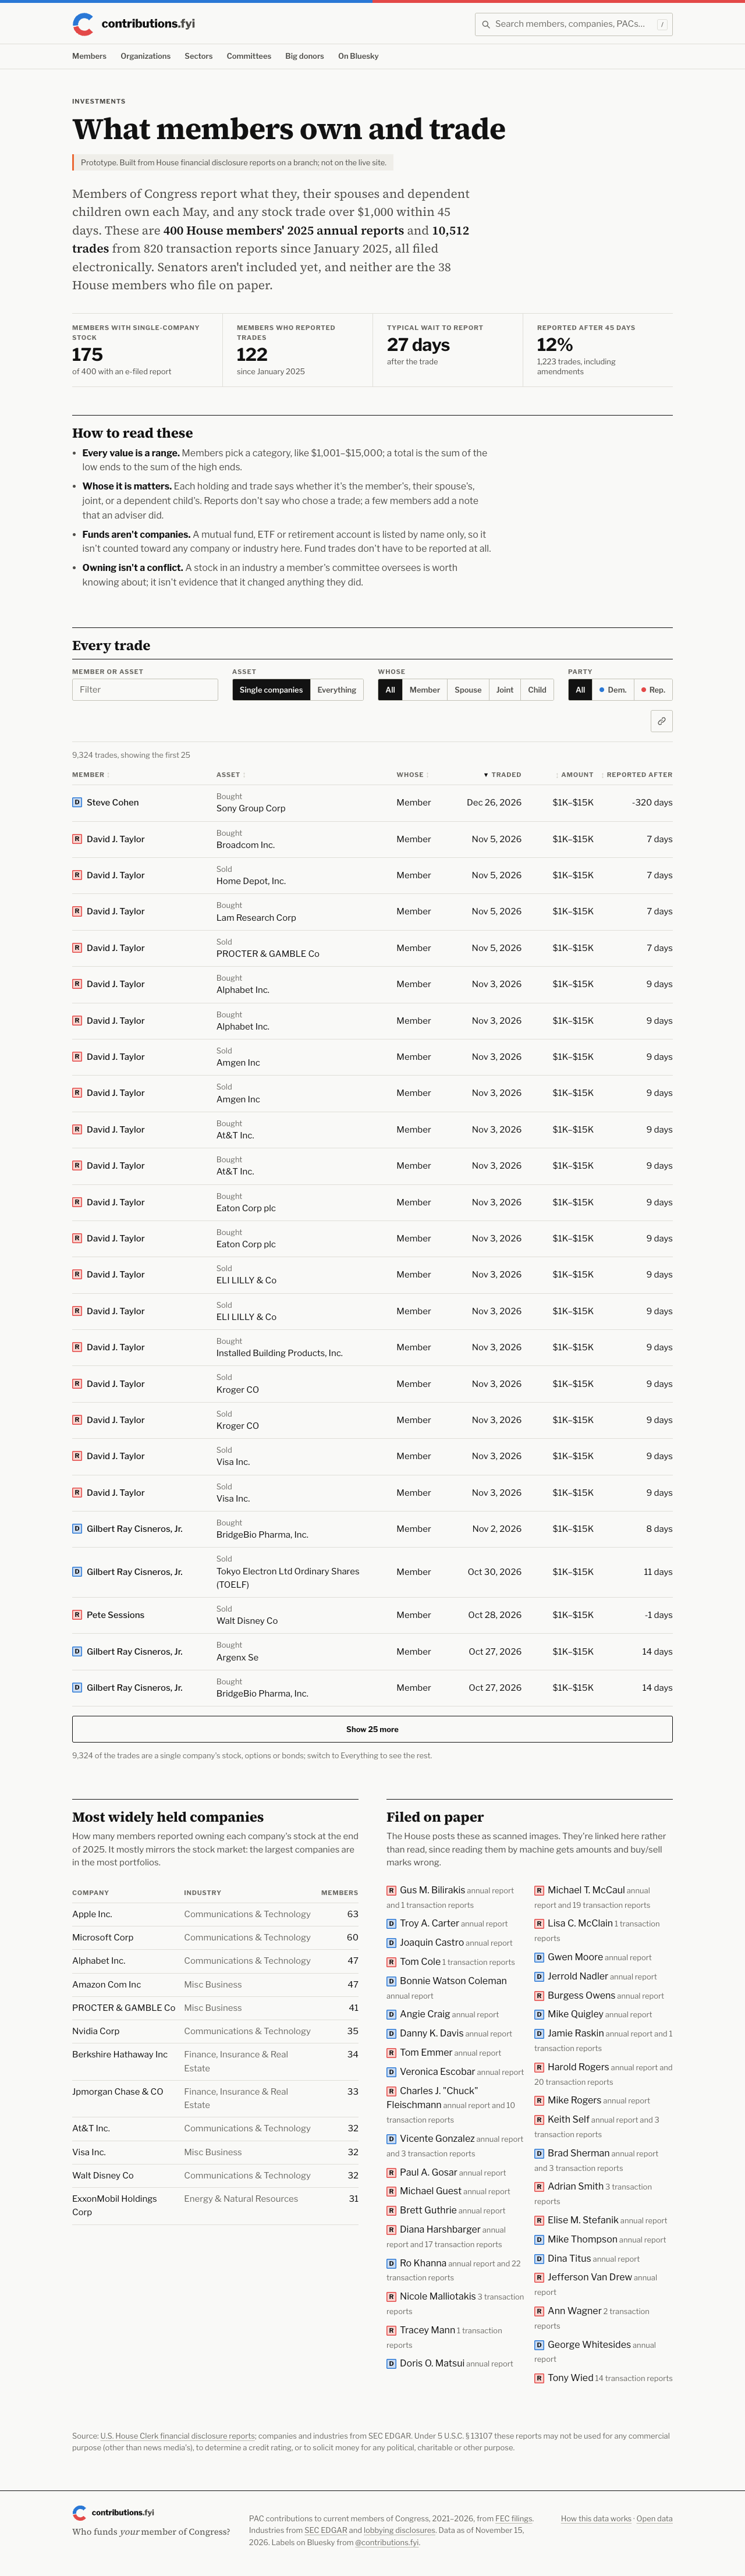 contributions.fyi
Search members, companies, PACs... /
Members Organizations Sectors Committees Big donors On Bluesky
INVESTMENTS
What members own and trade
Prototype. Built from House financial disclosure reports on a branch; not on the live site.
Members of Congress report what they, their spouses and dependent
children own each May, and any stock trade over $1,000 within 45
days. These are 400 House members' 2025 annual reports and 10,512
trades from 820 transaction reports since January 2025, all filed
electronically. Senators aren't included yet, and neither are the 38
House members who file on paper.
MEMBERS WITH SINGLE-COMPANY
STOCK
175
of 400 with an e-filed report
MEMBERS WHO REPORTED
TRADES
122
since January 2025
TYPICAL WAIT TO REPORT
27 days
after the trade
REPORTED AFTER 45 DAYS
12%
1,223 trades, including
amendments
How to read these
• Every value is a range. Members pick a category, like $1,001–$15,000; a total is the sum of the
low ends to the sum of the high ends.
• Whose it is matters. Each holding and trade says whether it's the member's, their spouse's,
joint, or a dependent child's. Reports don't say who chose a trade; a few members add a note
that an adviser did.
• Funds aren't companies. A mutual fund, ETF or retirement account is listed by name only, so it
isn't counted toward any company or industry here. Fund trades don't have to be reported at all.
• Owning isn't a conflict. A stock in an industry a member's committee oversees is worth
knowing about; it isn't evidence that it changed anything they did.
Every trade
MEMBER OR ASSET ASSET WHOSE PARTY
Filter Single companies Everything All Member Spouse Joint Child All Dem. Rep.
9,324 trades, showing the first 25
MEMBER ASSET WHOSE ▼ TRADED AMOUNT REPORTED AFTER
Bought
D Steve Cohen Sony Group Corp Member Dec 26, 2026 $1K–$15K -320 days
Bought
R David J. Taylor Broadcom Inc. Member Nov 5, 2026 $1K–$15K 7 days
Sold
R David J. Taylor Home Depot, Inc. Member Nov 5, 2026 $1K–$15K 7 days
Bought
R David J. Taylor Lam Research Corp Member Nov 5, 2026 $1K–$15K 7 days
Sold
R David J. Taylor PROCTER & GAMBLE Co Member Nov 5, 2026 $1K–$15K 7 days
Bought
R David J. Taylor Alphabet Inc. Member Nov 3, 2026 $1K–$15K 9 days
Bought
R David J. Taylor Alphabet Inc. Member Nov 3, 2026 $1K–$15K 9 days
Sold
R David J. Taylor Amgen Inc Member Nov 3, 2026 $1K–$15K 9 days
Sold
R David J. Taylor Amgen Inc Member Nov 3, 2026 $1K–$15K 9 days
Bought
R David J. Taylor At&T Inc. Member Nov 3, 2026 $1K–$15K 9 days
Bought
R David J. Taylor At&T Inc. Member Nov 3, 2026 $1K–$15K 9 days
Bought
R David J. Taylor Eaton Corp plc Member Nov 3, 2026 $1K–$15K 9 days
Bought
R David J. Taylor Eaton Corp plc Member Nov 3, 2026 $1K–$15K 9 days
Sold
R David J. Taylor ELI LILLY & Co Member Nov 3, 2026 $1K–$15K 9 days
Sold
R David J. Taylor ELI LILLY & Co Member Nov 3, 2026 $1K–$15K 9 days
Bought
R David J. Taylor Installed Building Products, Inc. Member Nov 3, 2026 $1K–$15K 9 days
Sold
R David J. Taylor Kroger CO Member Nov 3, 2026 $1K–$15K 9 days
Sold
R David J. Taylor Kroger CO Member Nov 3, 2026 $1K–$15K 9 days
Sold
R David J. Taylor Visa Inc. Member Nov 3, 2026 $1K–$15K 9 days
Sold
R David J. Taylor Visa Inc. Member Nov 3, 2026 $1K–$15K 9 days
Bought
D Gilbert Ray Cisneros, Jr. BridgeBio Pharma, Inc. Member Nov 2, 2026 $1K–$15K 8 days
Sold
D Gilbert Ray Cisneros, Jr. Tokyo Electron Ltd Ordinary Shares Member Oct 30, 2026 $1K–$15K 11 days
(TOELF)
Sold
R Pete Sessions Walt Disney Co Member Oct 28, 2026 $1K–$15K -1 days
Bought
D Gilbert Ray Cisneros, Jr. Argenx Se Member Oct 27, 2026 $1K–$15K 14 days
Bought
D Gilbert Ray Cisneros, Jr. BridgeBio Pharma, Inc. Member Oct 27, 2026 $1K–$15K 14 days
Show 25 more
9,324 of the trades are a single company's stock, options or bonds; switch to Everything to see the rest.
Most widely held companies
How many members reported owning each company's stock at the end
of 2025. It mostly mirrors the stock market: the largest companies are
in the most portfolios.
COMPANY INDUSTRY MEMBERS
Apple Inc. Communications & Technology 63
Microsoft Corp Communications & Technology 60
Alphabet Inc. Communications & Technology 47
Amazon Com Inc Misc Business 47
PROCTER & GAMBLE Co Misc Business 41
Nvidia Corp Communications & Technology 35
Berkshire Hathaway Inc Finance, Insurance & Real 34
Estate
Jpmorgan Chase & CO Finance, Insurance & Real 33
Estate
At&T Inc. Communications & Technology 32
Visa Inc. Misc Business 32
Walt Disney Co Communications & Technology 32
ExxonMobil Holdings Energy & Natural Resources 31
Corp
Filed on paper
The House posts these as scanned images. They're linked here rather
than read, since reading them by machine gets amounts and buy/sell
marks wrong.
R Gus M. Bilirakis annual report
and 1 transaction reports
D Troy A. Carter annual report
D Joaquin Castro annual report
R Tom Cole 1 transaction reports
D Bonnie Watson Coleman
annual report
D Angie Craig annual report
D Danny K. Davis annual report
R Tom Emmer annual report
D Veronica Escobar annual report
R Charles J. "Chuck"
Fleischmann annual report and 10
transaction reports
D Vicente Gonzalez annual report
and 3 transaction reports
R Paul A. Gosar annual report
R Michael Guest annual report
R Brett Guthrie annual report
R Diana Harshbarger annual
report and 17 transaction reports
D Ro Khanna annual report and 22
transaction reports
R Nicole Malliotakis 3 transaction
reports
R Tracey Mann 1 transaction
reports
D Doris O. Matsui annual report
R Michael T. McCaul annual
report and 19 transaction reports
R Lisa C. McClain 1 transaction
reports
D Gwen Moore annual report
D Jerrold Nadler annual report
R Burgess Owens annual report
D Mike Quigley annual report
D Jamie Raskin annual report and 1
transaction reports
R Harold Rogers annual report and
20 transaction reports
R Mike Rogers annual report
R Keith Self annual report and 3
transaction reports
D Brad Sherman annual report
and 3 transaction reports
R Adrian Smith 3 transaction
reports
R Elise M. Stefanik annual report
D Mike Thompson annual report
D Dina Titus annual report
R Jefferson Van Drew annual
report
R Ann Wagner 2 transaction
reports
D George Whitesides annual
report
R Tony Wied 14 transaction reports
Source: U.S. House Clerk financial disclosure reports; companies and industries from SEC EDGAR. Under 5 U.S.C. § 13107 these reports may not be used for any commercial
purpose (other than news media's), to determine a credit rating, or to solicit money for any political, charitable or other purpose.
contributions.fyi
Who funds your member of Congress?
PAC contributions to current members of Congress, 2021–2026, from FEC filings.
Industries from SEC EDGAR and lobbying disclosures. Data as of November 15,
2026. Labels on Bluesky from @contributions.fyi.
How this data works · Open data